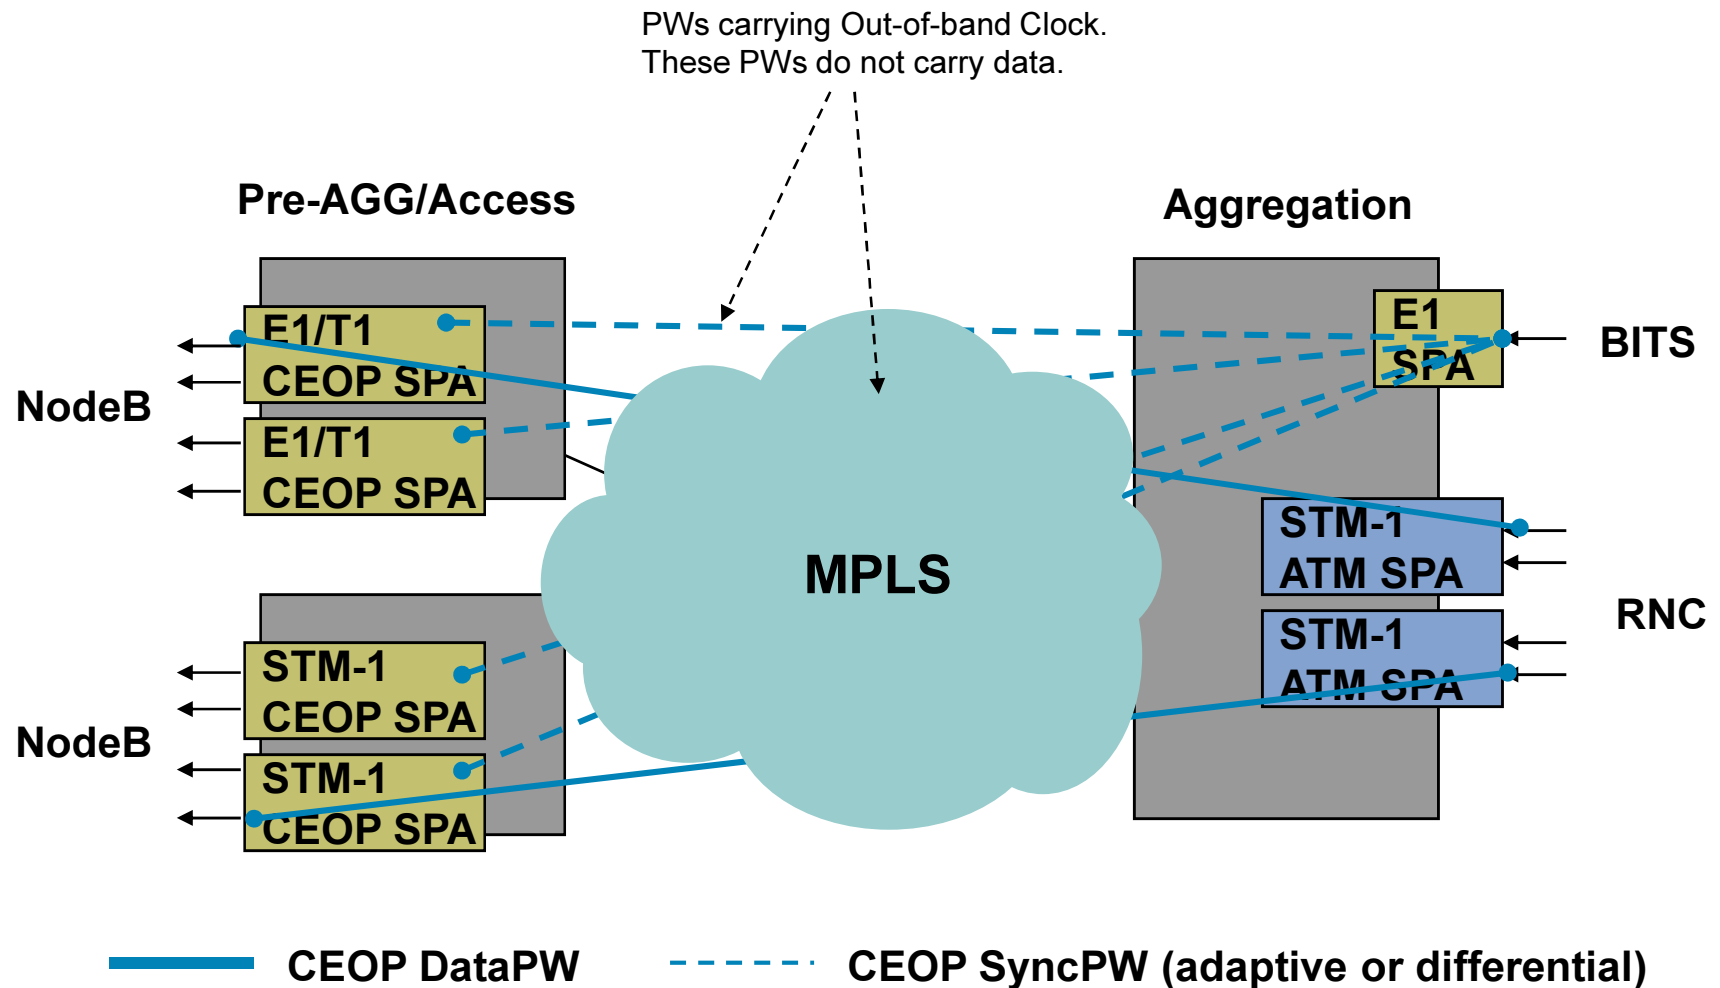 PWs carrying Out-of-band Clock.
These PWs do not carry data.
Pre-AGG/Access
Aggregation
E1/T1
CEOP SPA
E1/T1
CEOP SPA
NodeB
E1
SPA
BITS
MPLS
STM-1
ATM SPA
STM-1
ATM SPA
RNC
STM-1
CEOP SPA
STM-1
CEOP SPA
NodeB
CEOP DataPW
CEOP SyncPW (adaptive or differential)